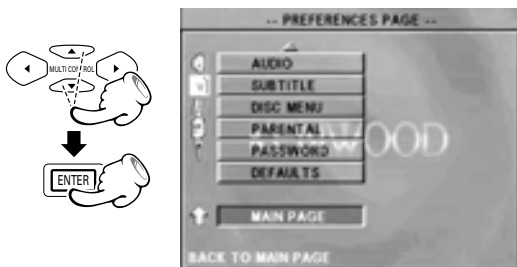 -- PREFERENCES PAGE --
AUDIO
SUBTITLE
DISC MENU
PARENTAL
PASSWORD
DEFAULTS
MAIN PAGE
BACK TO MAIN PAGE
MULTI CONTROL
ENTER